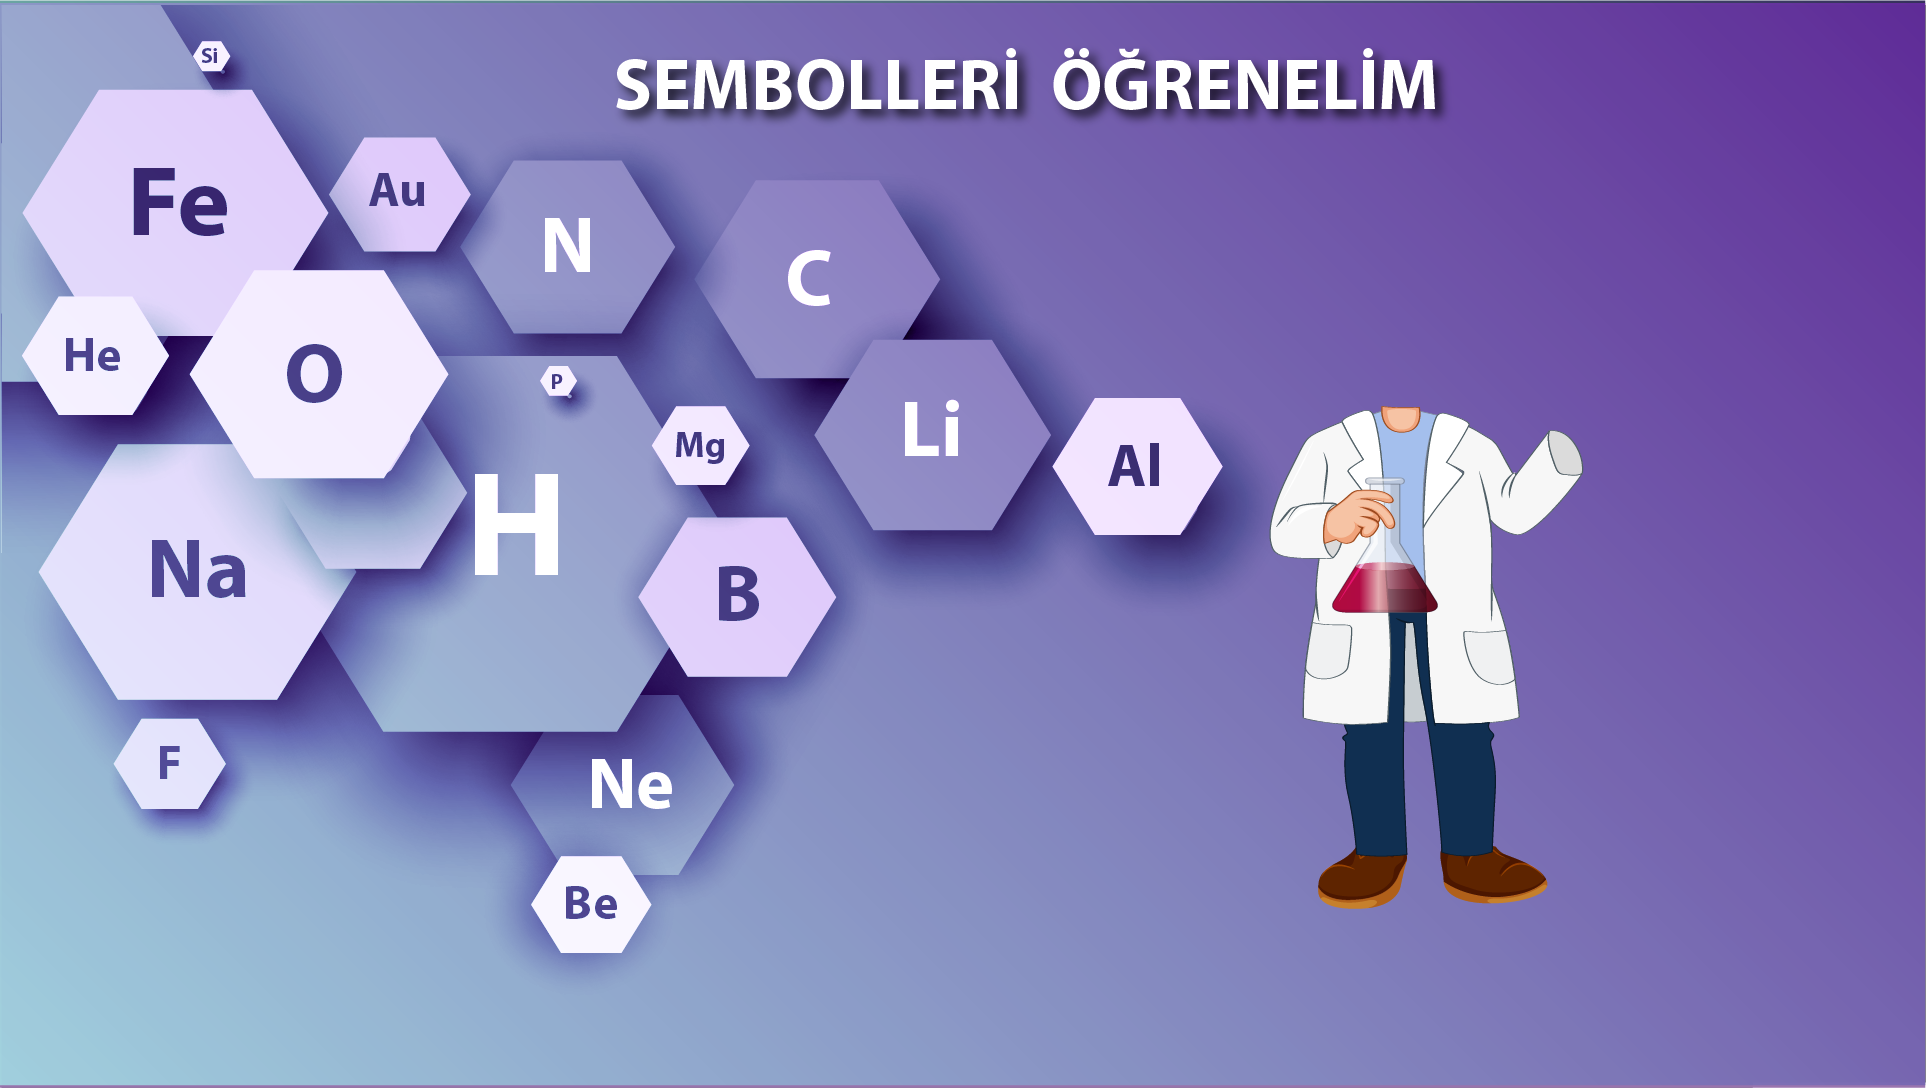 SEMBOLLERİ ÖĞRENELİM
Si
Fe
Au
N
C
He
O
P
Li
Mg
Al
H
Na
B
F
Ne
Be